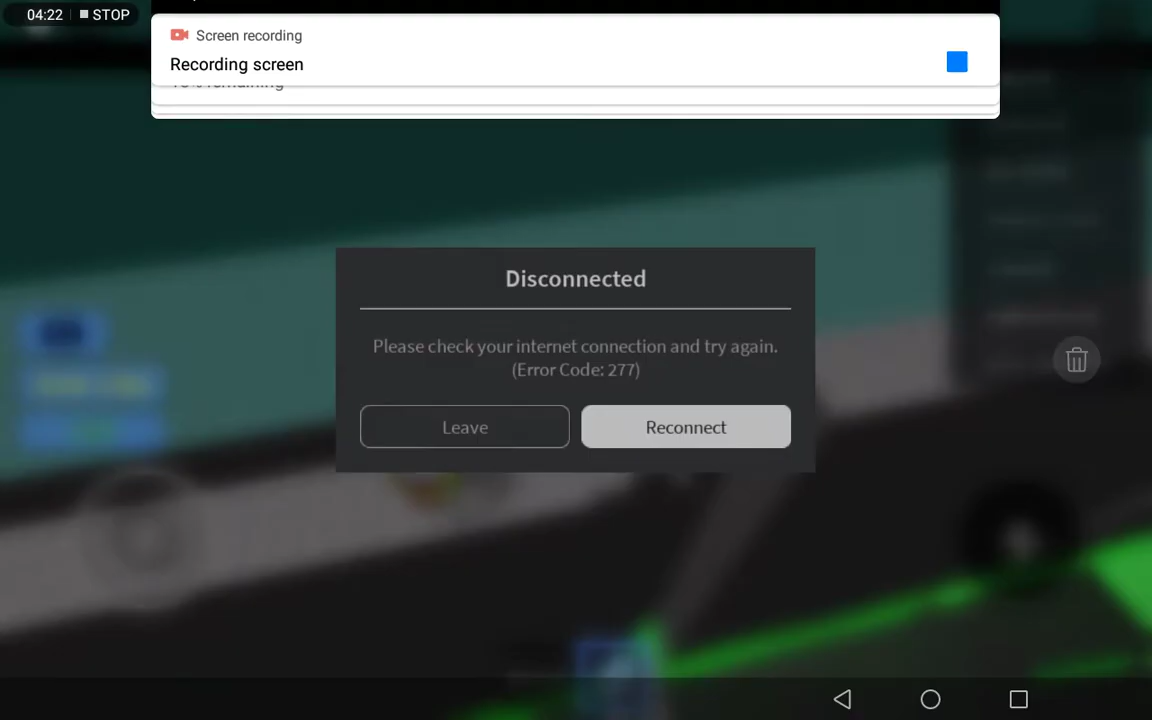 04:22 STOP
Screen recording
Recording screen
remaining
Disconnected
Please check your internet connection and try again.
(Error Code: 277)
Leave
Reconnect